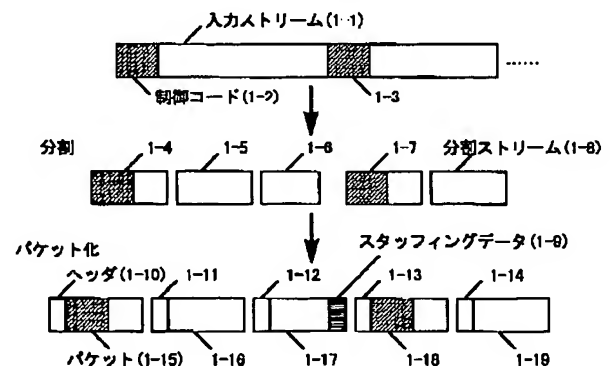 入力ストリーム(1-1)
……
制御コード(1-2)
1-3
分割
1-4
1-5
1-6
1-7
分割ストリーム(1-8)
パケット化
スタッフィングデータ(1-9)
ヘッダ(1-10)
1-11
1-12
1-13
1-14
パケット(1-15)
1-16
1-17
1-18
1-19